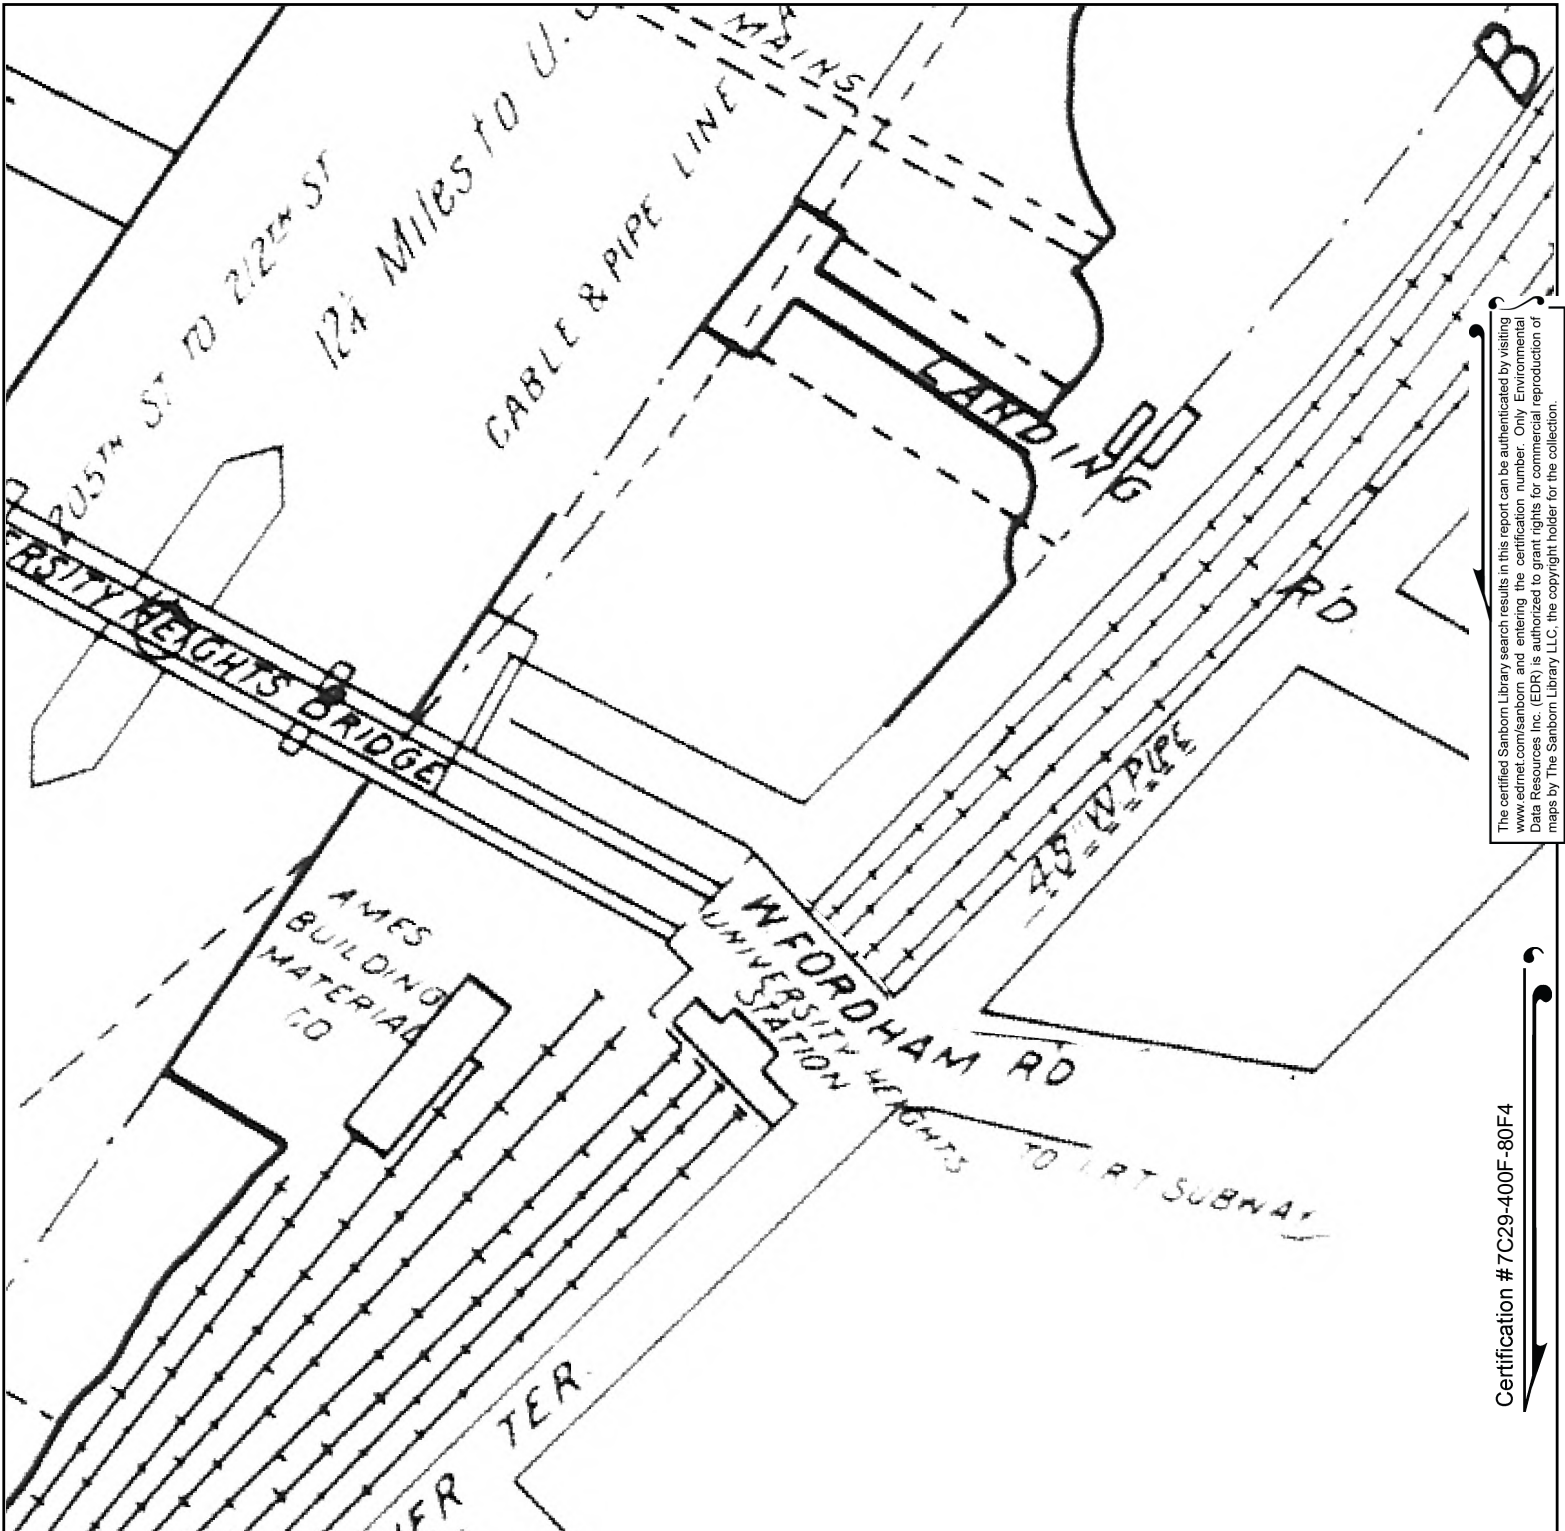 MAINS
B
205TH ST TO 212TH ST
12¼ Miles to U.
CABLE & PIPE LINE
LANDING
ERSITY HEIGHTS BRIDGE
RD
48" W. PIPE
AMES
BUILDING
MATERIAL
CO
W FORDHAM RD
UNIVERSITY HEIGHTS
STATION
TO I.R.T SUBWAY
TER.
ER
The certified Sanborn Library search results in this report can be authenticated by visiting
www.edrnet.com/sanborn and entering the certification number. Only Environmental
Data Resources Inc. (EDR) is authorized to grant rights for commercial reproduction of
maps by The Sanborn Library LLC, the copyright holder for the collection.
Certification # 7C29-400F-80F4